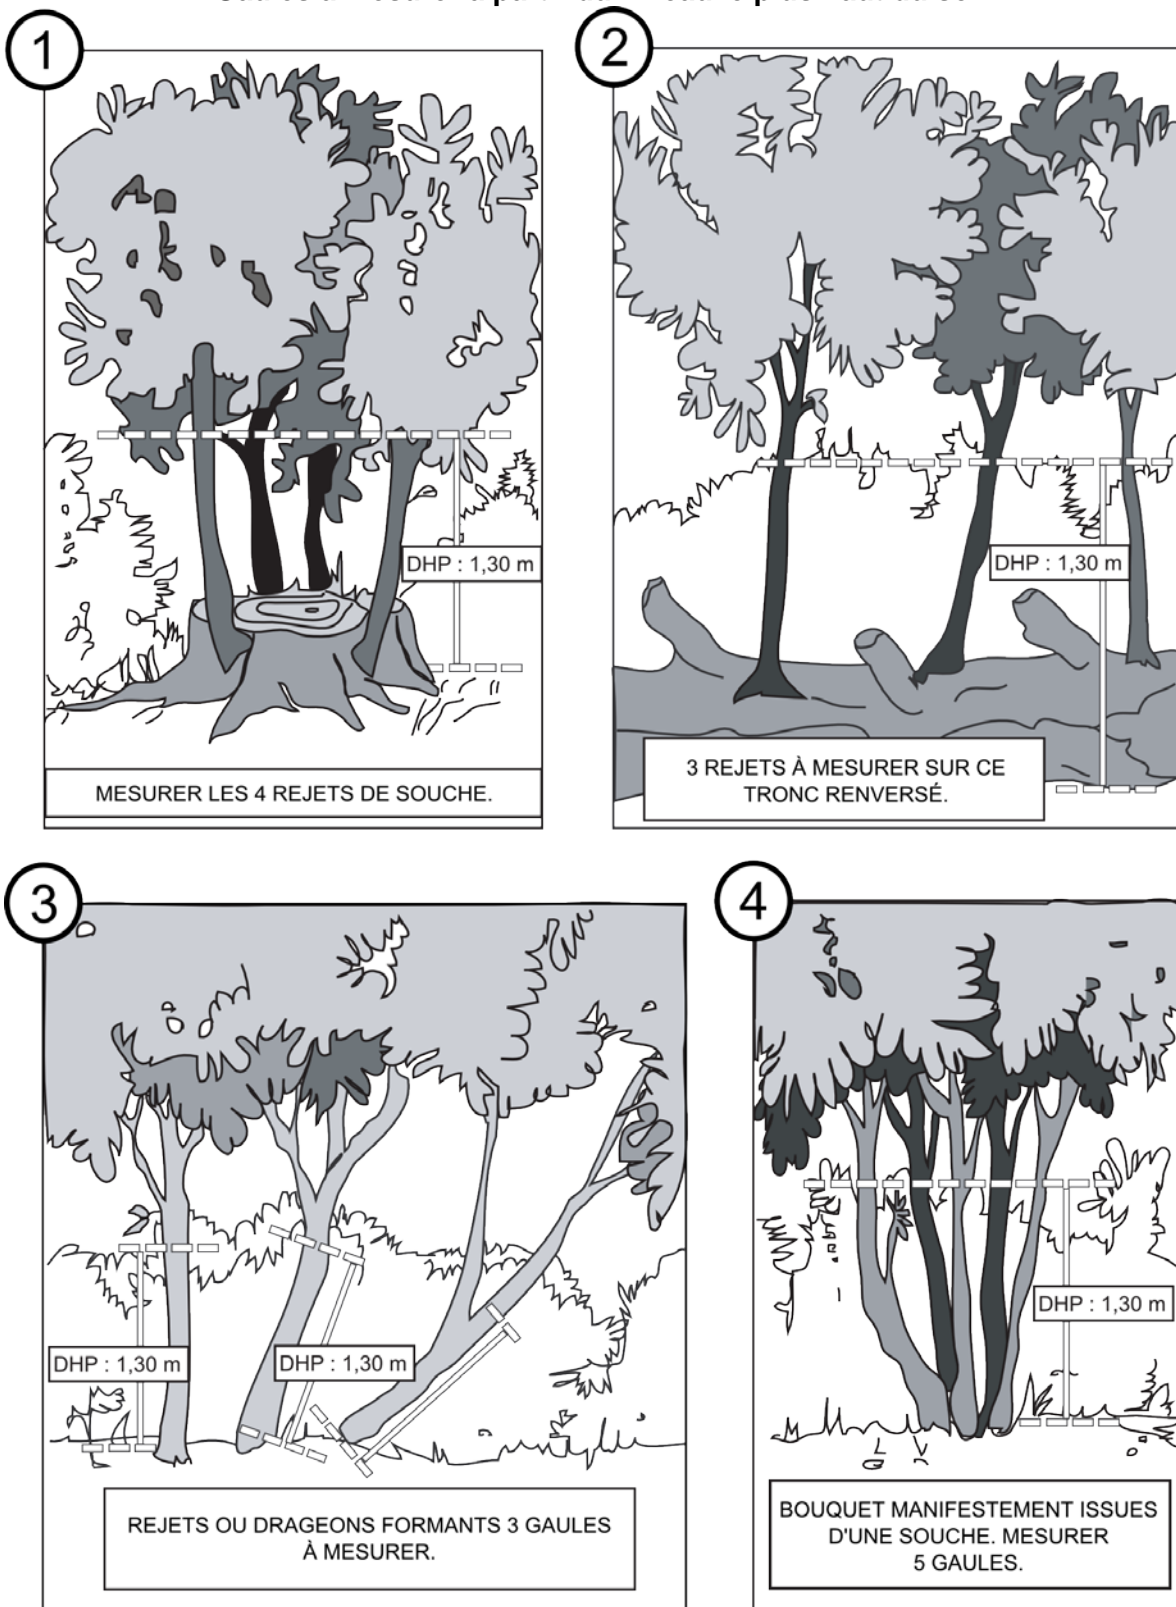 1
2
DHP : 1,30 m
DHP : 1,30 m
MESURER LES 4 REJETS DE SOUCHE.
3 REJETS À MESURER SUR CE
TRONC RENVERSÉ.
3
4
DHP : 1,30 m
DHP : 1,30 m
DHP : 1,30 m
REJETS OU DRAGEONS FORMANTS 3 GAULES
À MESURER.
BOUQUET MANIFESTEMENT ISSUES
D'UNE SOUCHE. MESURER
5 GAULES.